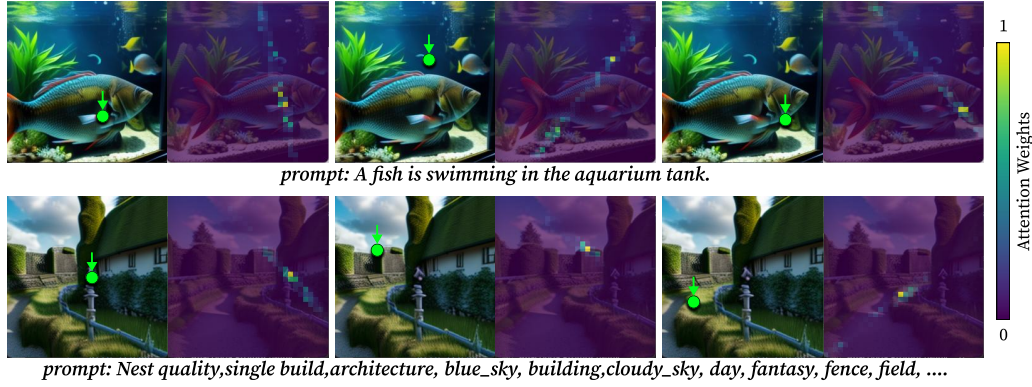 1
Attention Weights
0
prompt: A fish is swimming in the aquarium tank.
prompt: Nest quality,single build,architecture, blue_sky, building,cloudy_sky, day, fantasy, fence, field, ....